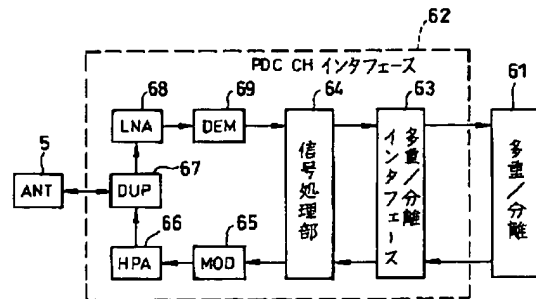 62
PDC CH インタフェース
68
LNA
69
DEM
64
信号処理部
63
多重/分離
インタフェース
61
多重/分離
5
ANT
67
DUP
66
HPA
65
MOD